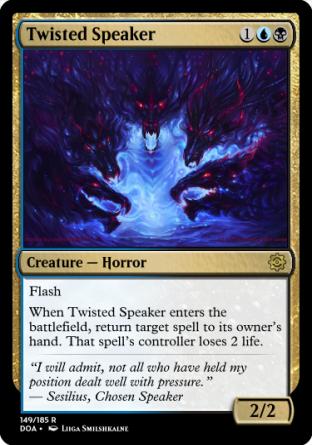 Twisted Speaker 1
Creature — Horror
Flash
When Twisted Speaker enters the
battlefield, return target spell to its owner's
hand. That spell's controller loses 2 life.
"I will admit, not all who have held my
position dealt well with pressure."
— Sesilius, Chosen Speaker
2/2
149/185 R
DOA • Liiga Smilshkalne